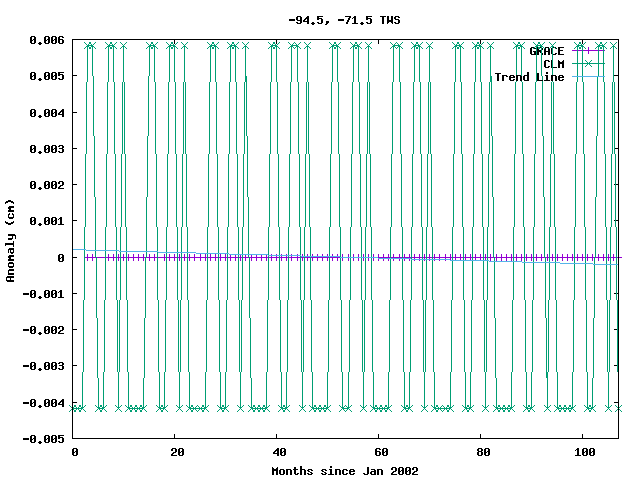 -94.5, -71.5 TWS
0.006
0.005
0.004
0.003
0.002
0.001
0
-0.001
-0.002
-0.003
-0.004
-0.005
Anomaly (cm)
GRACE
CLM
Trend Line
0 20 40 60 80 100
Months since Jan 2002